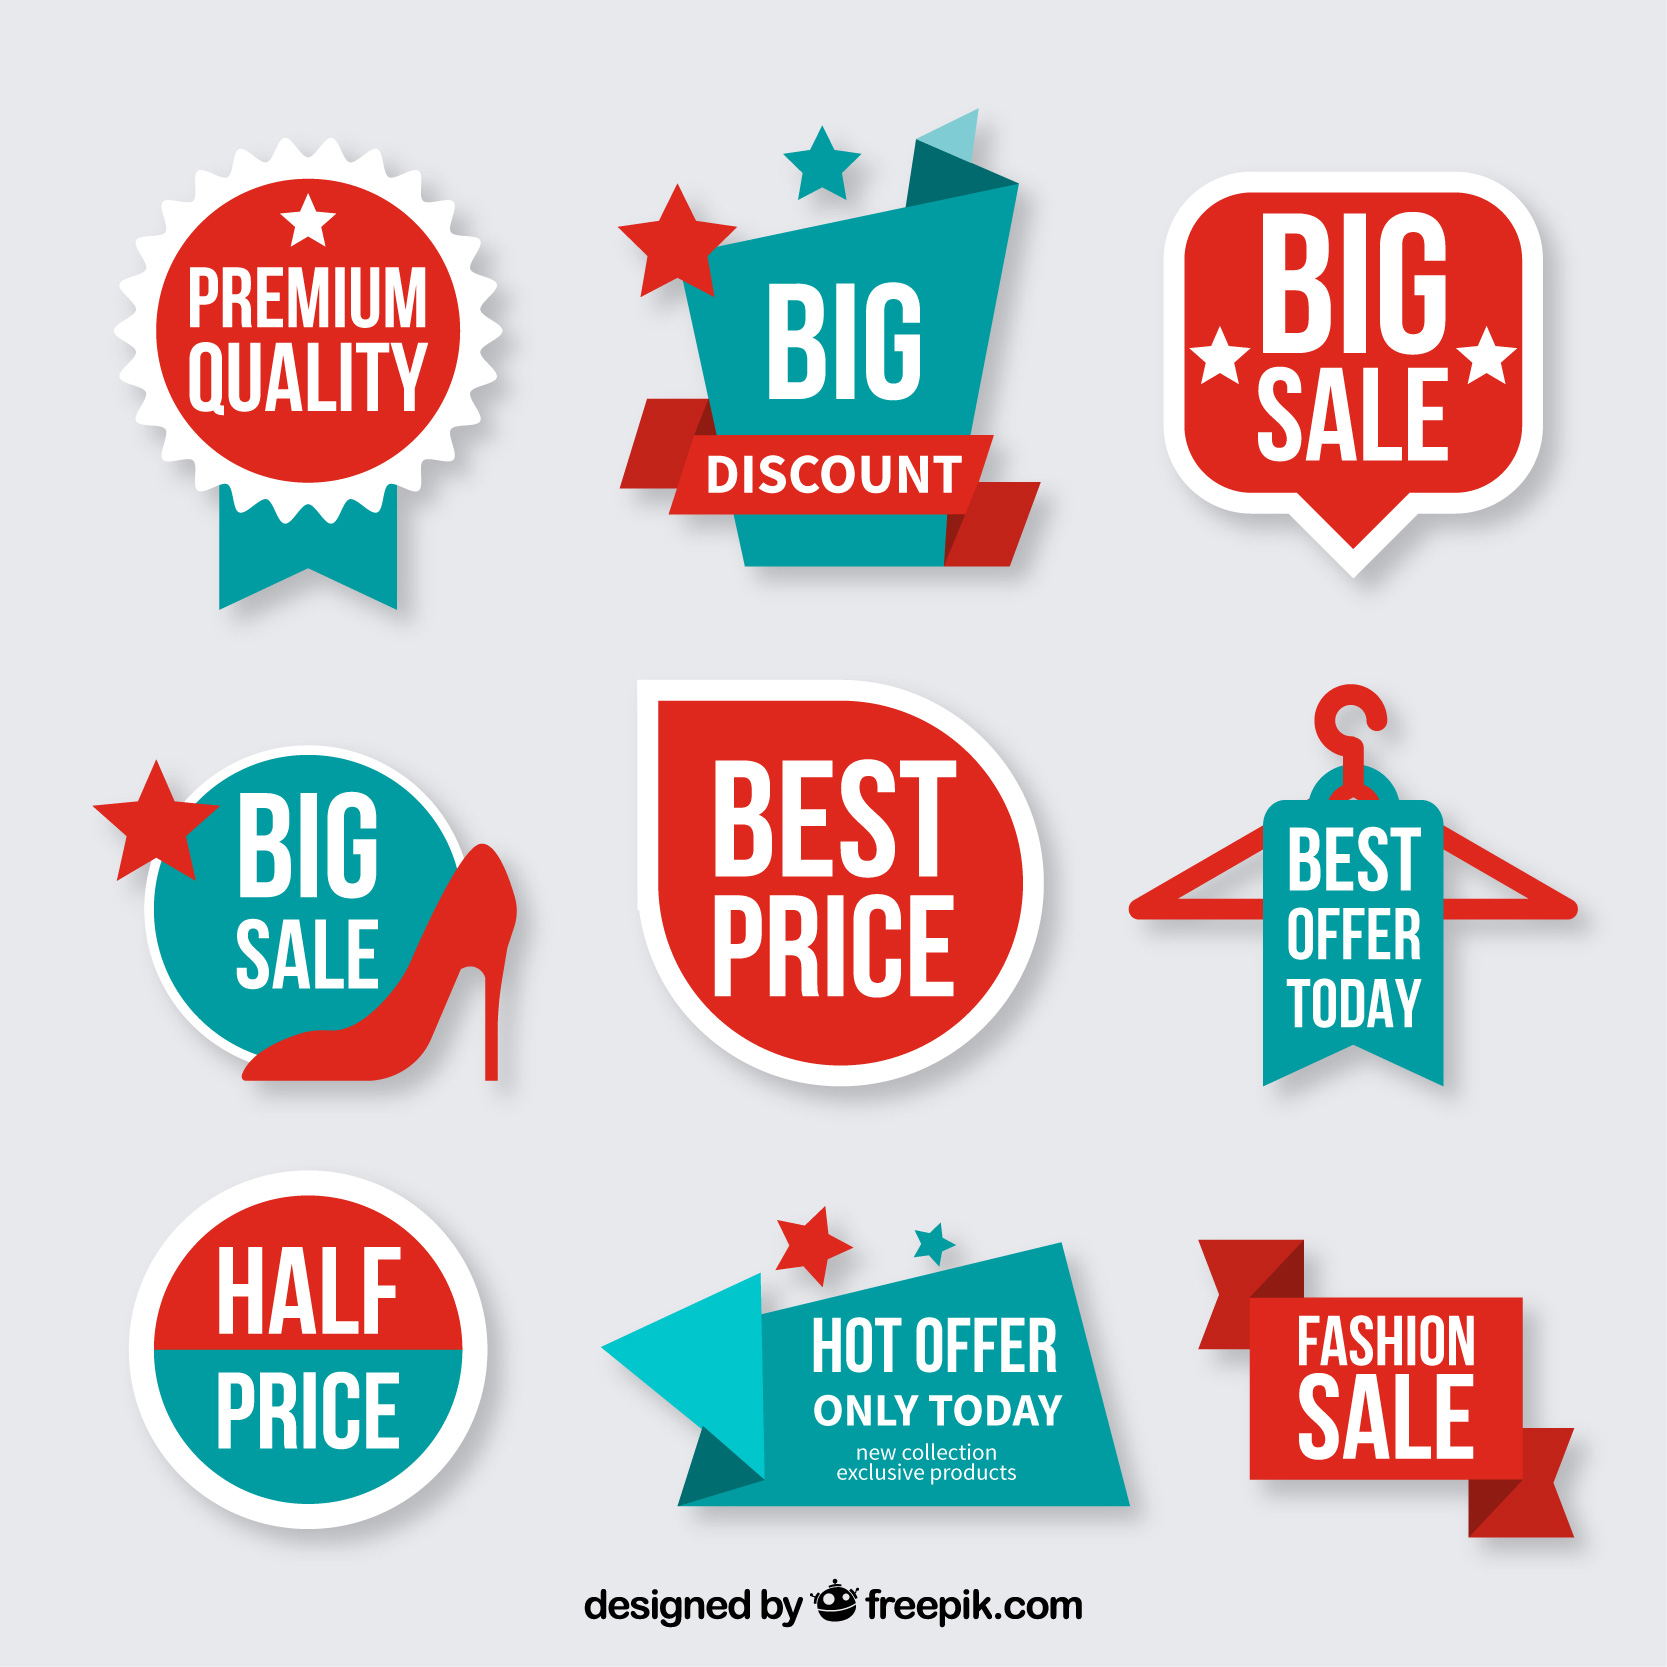 PREMIUM
QUALITY
BIG
DISCOUNT
BIG
SALE
BIG
SALE
BEST
PRICE
BEST
OFFER
TODAY
HALF
PRICE
HOT OFFER
ONLY TODAY
new collection
exclusive products
FASHION
SALE
designed by freepik.com